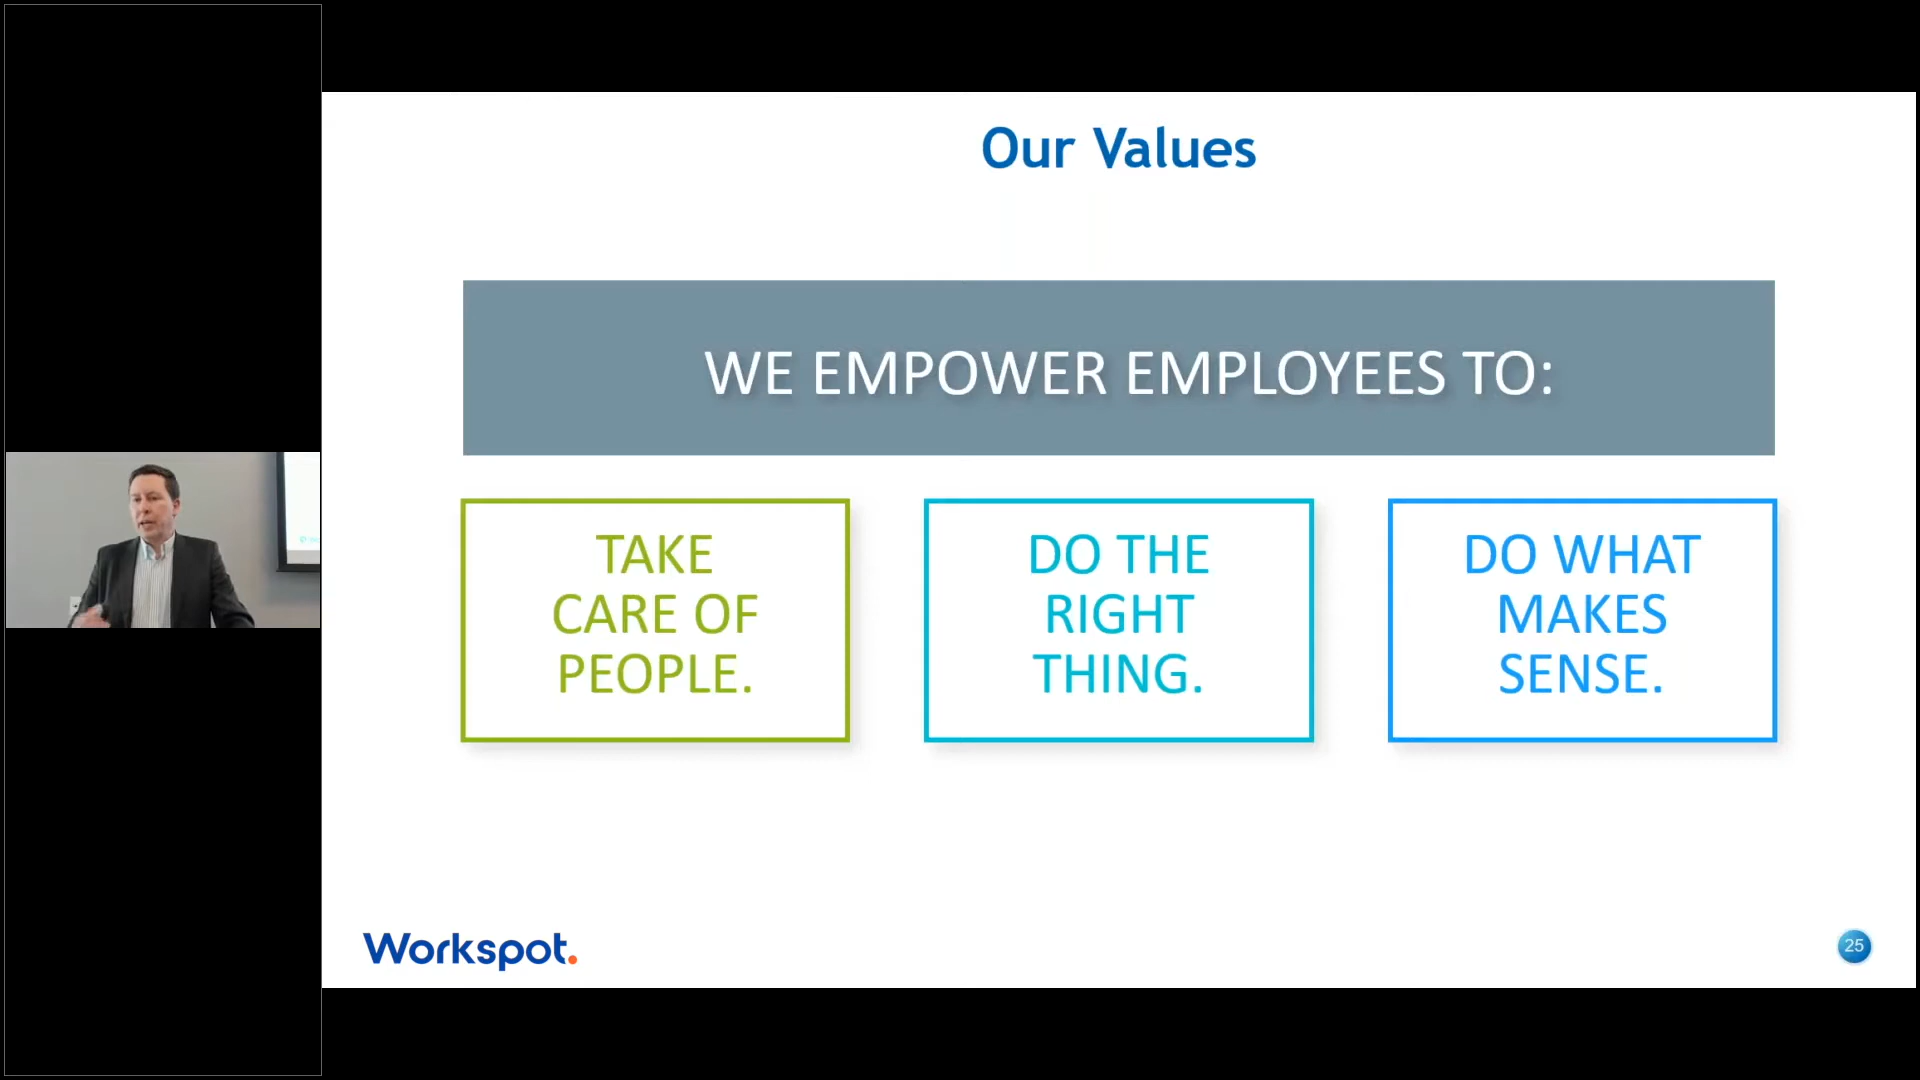 Our Values
WE EMPOWER EMPLOYEES TO:
TAKE
CARE OF
PEOPLE.
DO THE
RIGHT
THING.
DO WHAT
MAKES
SENSE.
Workspot.
25